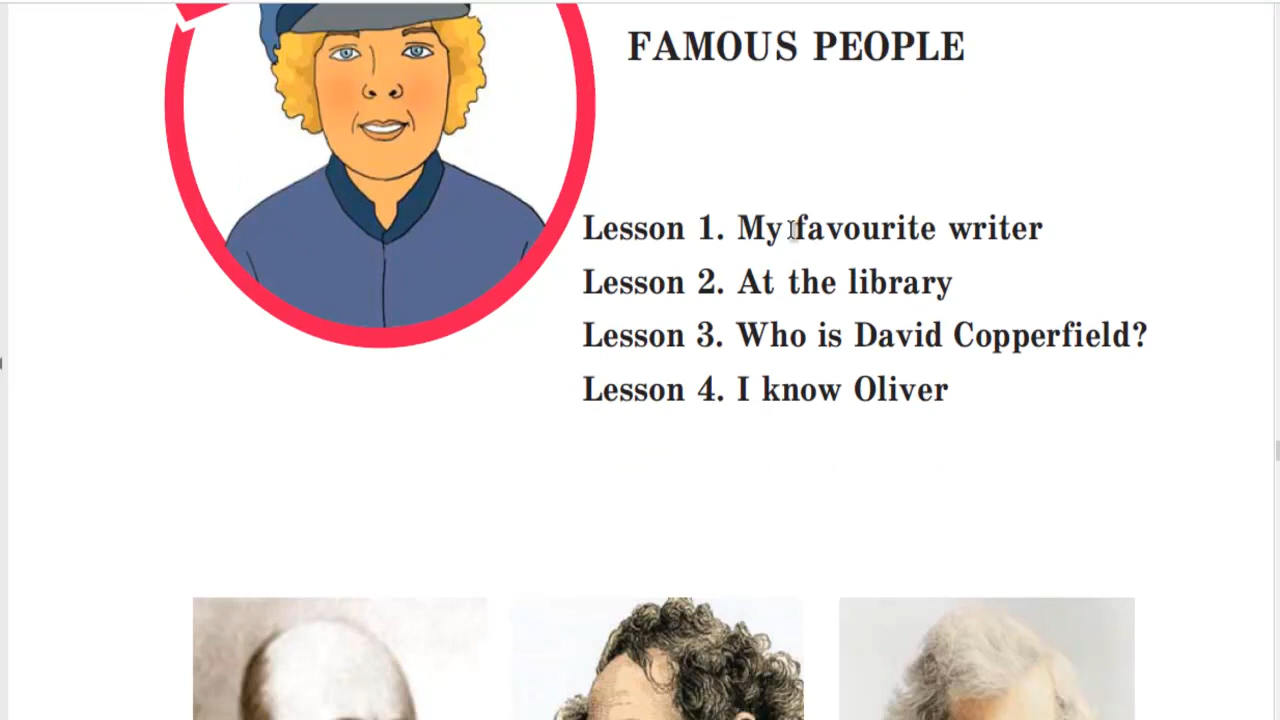 FAMOUS PEOPLE
Lesson 1. My favourite writer
Lesson 2. At the library
Lesson 3. Who is David Copperfield?
Lesson 4. I know Oliver